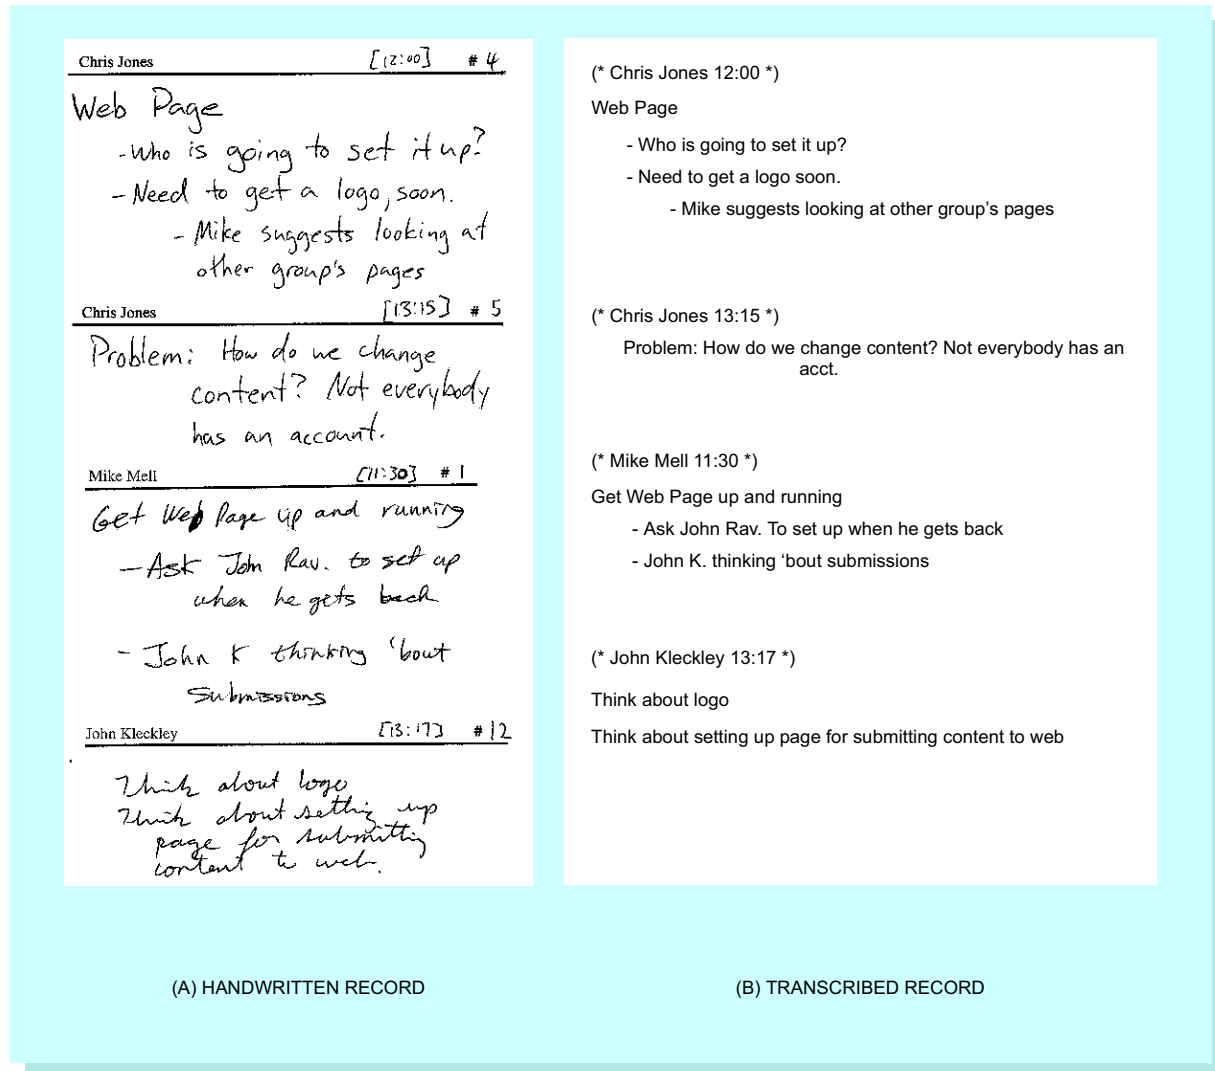 Chris Jones [12:00] # 4
Web Page
- Who is going to set it up?
- Need to get a logo, soon.
- Mike suggests looking at
other group's pages
Chris Jones [13:15] # 5
Problem: How do we change
content? Not everybody
has an account.
Mike Mell [11:30] # 1
Get Web Page up and running
- Ask John Rav. to set up
when he gets back
- John K thinking 'bout
submissions
John Kleckley [13:17] # 12
Think about logo
Think about setting up
page for submitting
content to web.
(A) HANDWRITTEN RECORD
(* Chris Jones 12:00 *)
Web Page
- Who is going to set it up?
- Need to get a logo soon.
- Mike suggests looking at other group's pages
(* Chris Jones 13:15 *)
Problem: How do we change content? Not everybody has an
acct.
(* Mike Mell 11:30 *)
Get Web Page up and running
- Ask John Rav. To set up when he gets back
- John K. thinking 'bout submissions
(* John Kleckley 13:17 *)
Think about logo
Think about setting up page for submitting content to web
(B) TRANSCRIBED RECORD